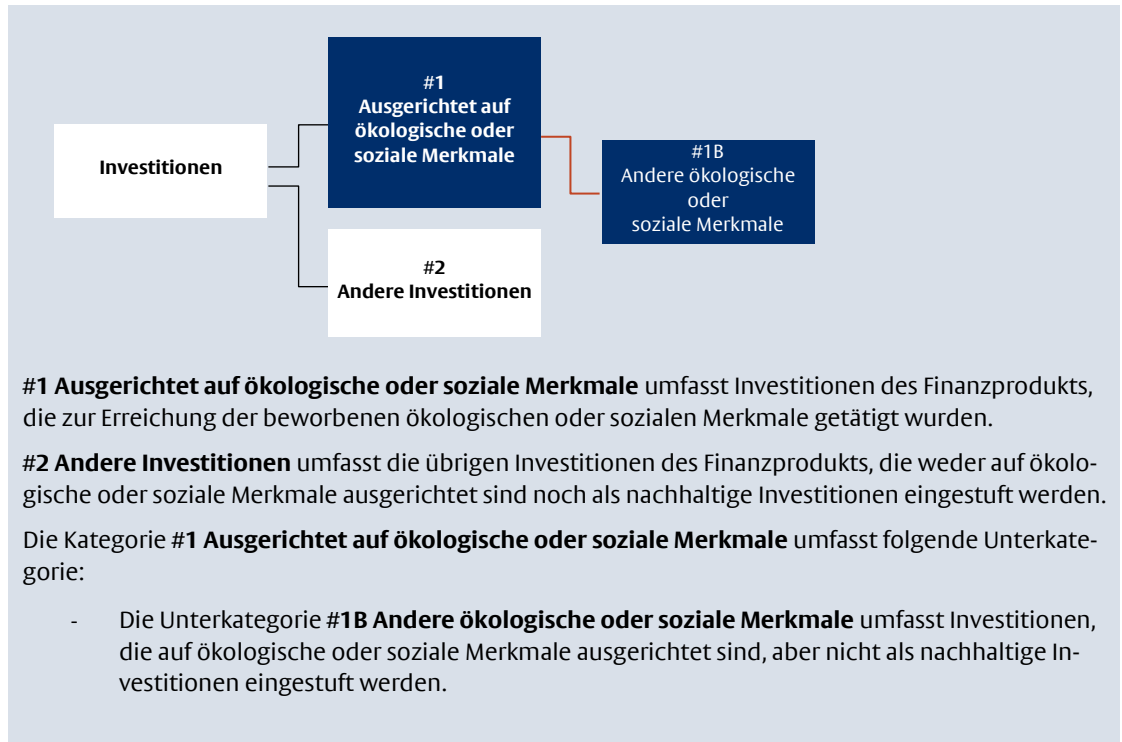 Investitionen
#1
Ausgerichtet auf
ökologische oder
soziale Merkmale
#1B
Andere ökologische
oder
soziale Merkmale
#2
Andere Investitionen
#1 Ausgerichtet auf ökologische oder soziale Merkmale umfasst Investitionen des Finanzprodukts,
die zur Erreichung der beworbenen ökologischen oder sozialen Merkmale getätigt wurden.
#2 Andere Investitionen umfasst die übrigen Investitionen des Finanzprodukts, die weder auf ökolo-
gische oder soziale Merkmale ausgerichtet sind noch als nachhaltige Investitionen eingestuft werden.
Die Kategorie #1 Ausgerichtet auf ökologische oder soziale Merkmale umfasst folgende Unterkate-
gorie:
- Die Unterkategorie #1B Andere ökologische oder soziale Merkmale umfasst Investitionen,
die auf ökologische oder soziale Merkmale ausgerichtet sind, aber nicht als nachhaltige In-
vestitionen eingestuft werden.